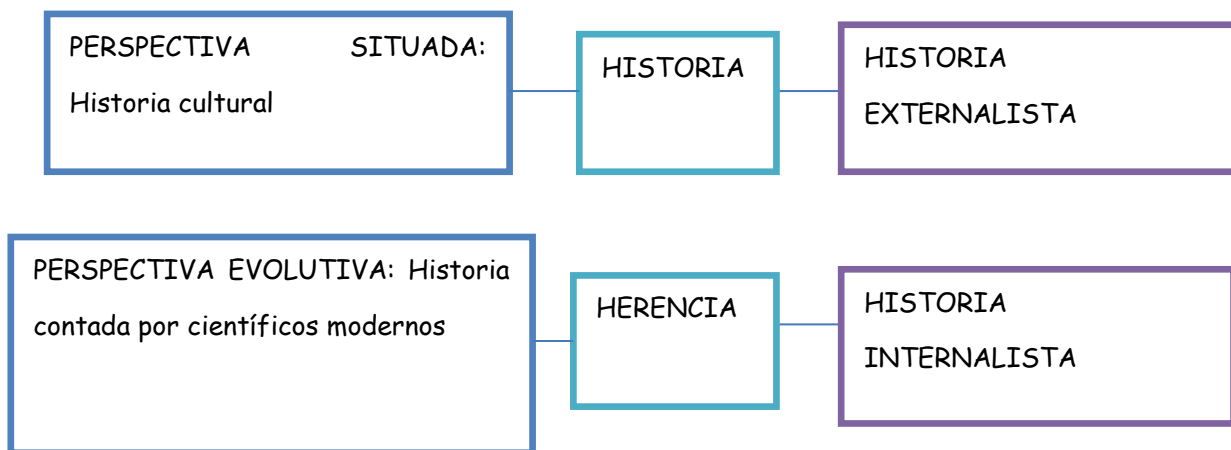 PERSPECTIVA SITUADA:
Historia cultural
HISTORIA
HISTORIA
EXTERNALISTA
PERSPECTIVA EVOLUTIVA: Historia
contada por científicos modernos
HERENCIA
HISTORIA
INTERNALISTA